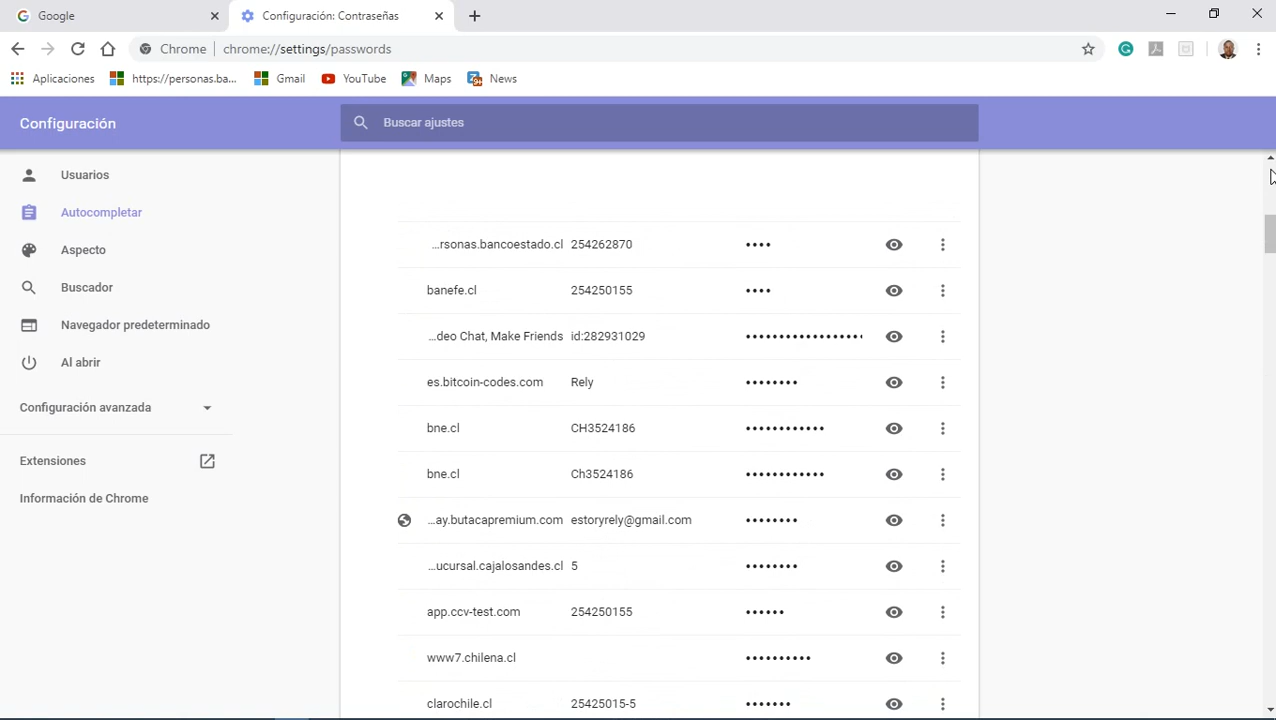 Google
Configuración: Contraseñas
Chrome
chrome://settings/passwords
Aplicaciones
https://personas.ba...
Gmail
YouTube
Maps
News
Configuración
Buscar ajustes
Usuarios
Autocompletar
Aspecto
Buscador
Navegador predeterminado
Al abrir
Configuración avanzada
Extensiones
Información de Chrome
...rsonas.bancoestado.cl 254262870 ••••
banefe.cl 254250155 ••••
...deo Chat, Make Friends id:282931029 ••••••••••••••••••
es.bitcoin-codes.com Rely ••••••••
bne.cl CH3524186 ••••••••••••
bne.cl Ch3524186 ••••••••••••
...ay.butacapremium.com estoryrely@gmail.com ••••••••
...ucursal.cajalosandes.cl 5 ••••••••
app.ccv-test.com 254250155 ••••••
www7.chilena.cl ••••••••••
clarochile.cl 25425015-5 •••••••